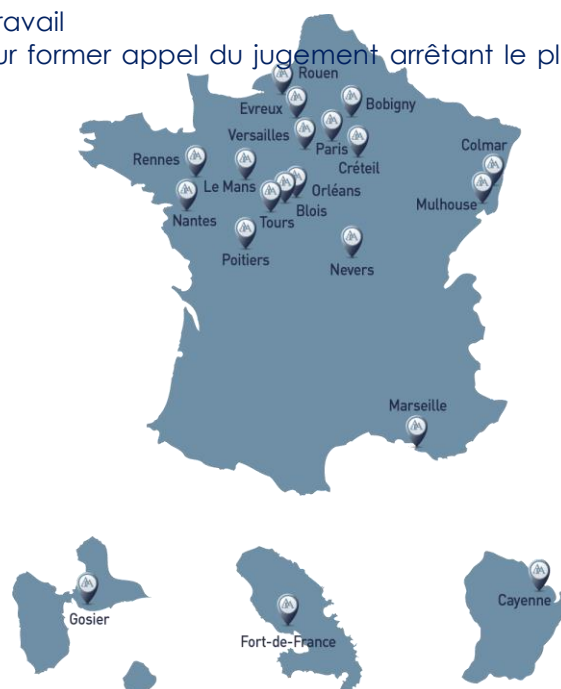 ravail
ur former appel du jugement arrêtant le pl
Rouen
Evreux
Bobigny
Versailles
Paris
Créteil
Colmar
Rennes
Le Mans
Orléans
Mulhouse
Blois
Nantes
Tours
Poitiers
Nevers
Marseille
Gosier
Cayenne
Fort-de-France